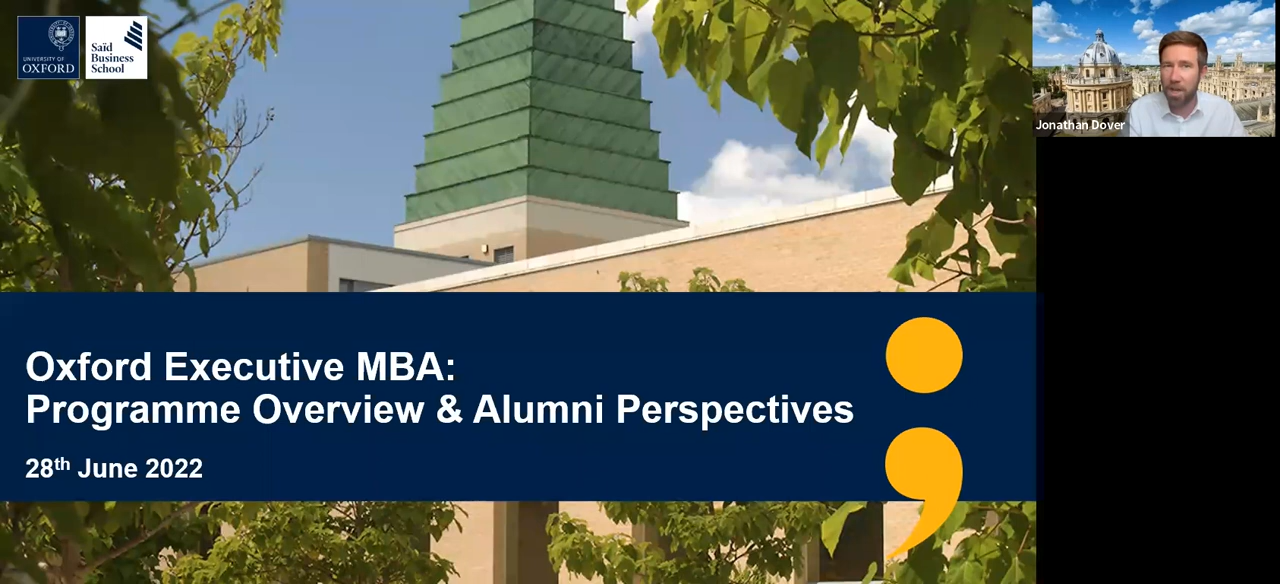 UNIVERSITY OF
OXFORD
Saïd
Business
School
Jonathan Dover
Oxford Executive MBA:
Programme Overview & Alumni Perspectives
28th June 2022